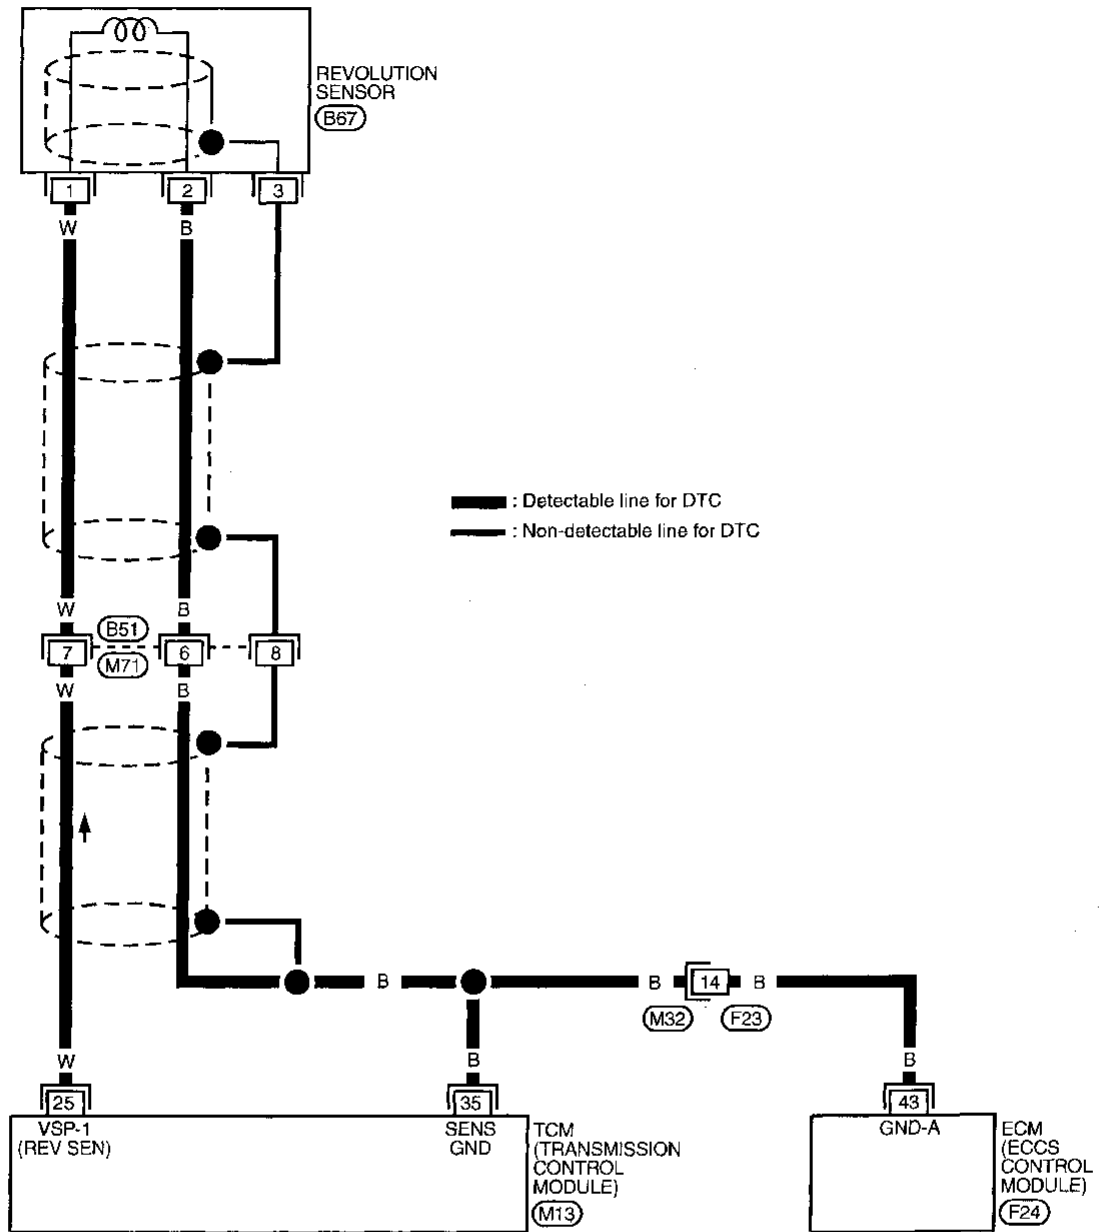 REVOLUTION
SENSOR
B67
1
2
3
W
B
: Detectable line for DTC
: Non-detectable line for DTC
W
B
B51
7
6
8
M71
W
B
B
B
14
B
M32
F23
W
B
B
25
35
43
VSP-1
(REV SEN)
SENS
GND
TCM
(TRANSMISSION
CONTROL
MODULE)
M13
GND-A
ECM
(ECCS
CONTROL
MODULE)
F24